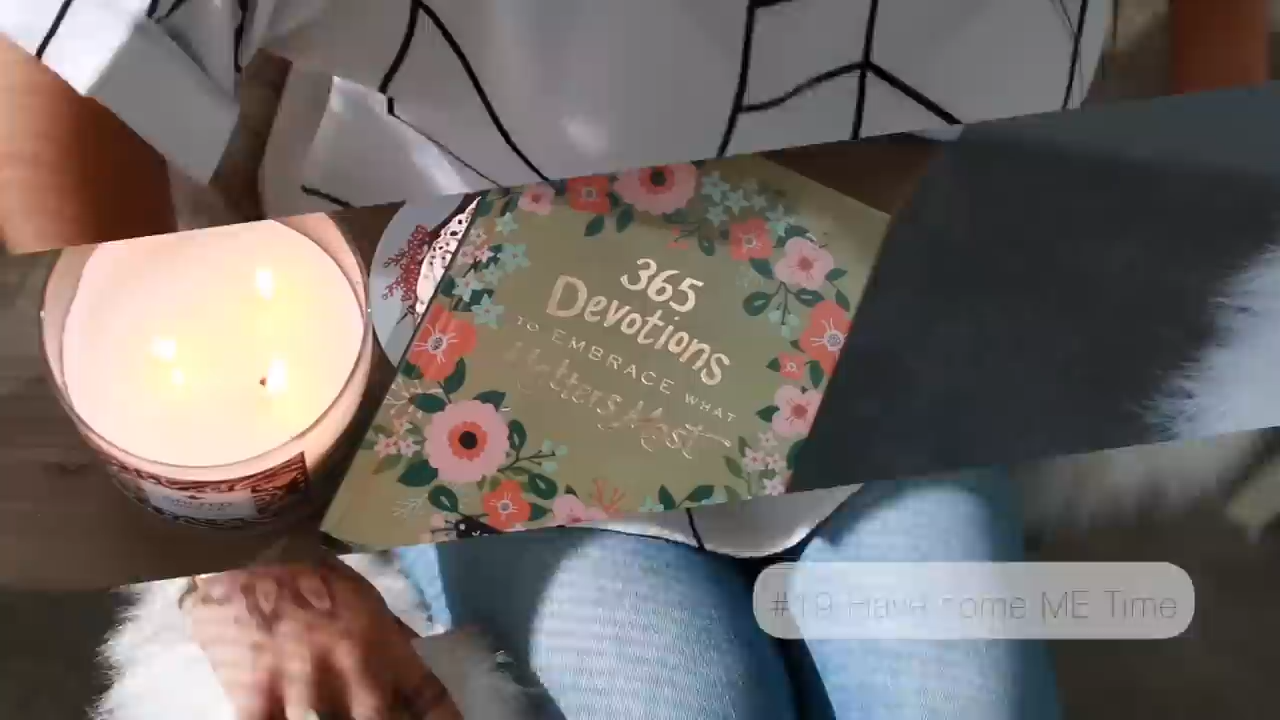 365
Devotions
TO EMBRACE WHAT
Matters Most
#19 Have some ME Time